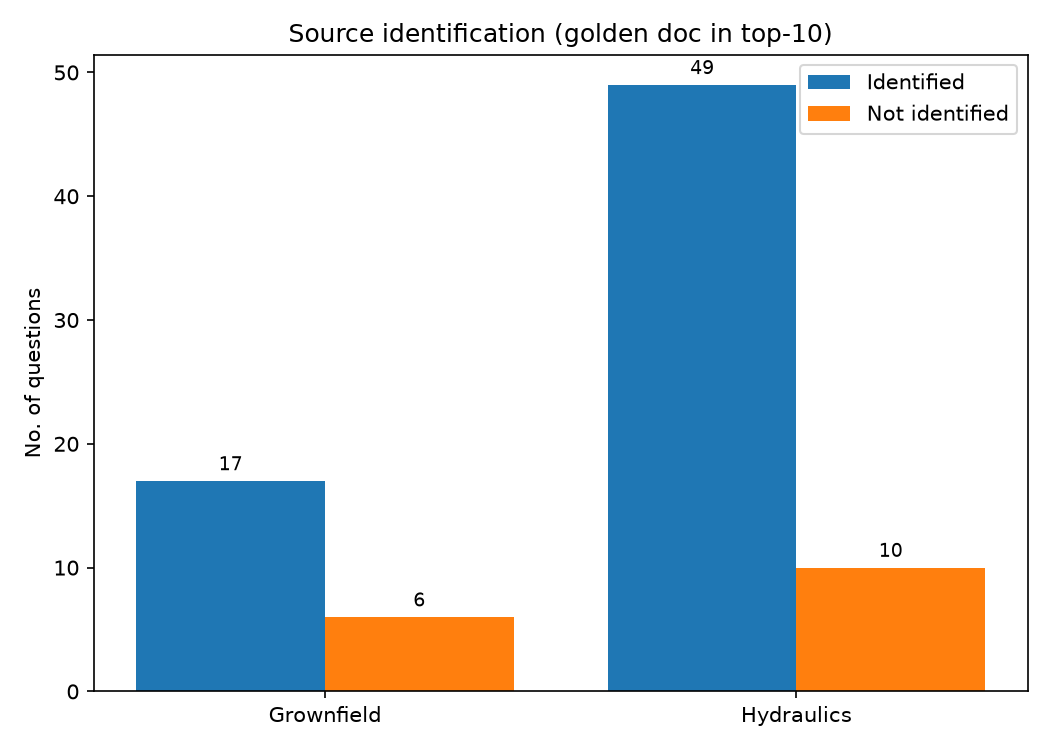 Source identification (golden doc in top-10)
No. of questions
50
40
30
20
10
0
49
17
6
10
Identified
Not identified
Grownfield
Hydraulics